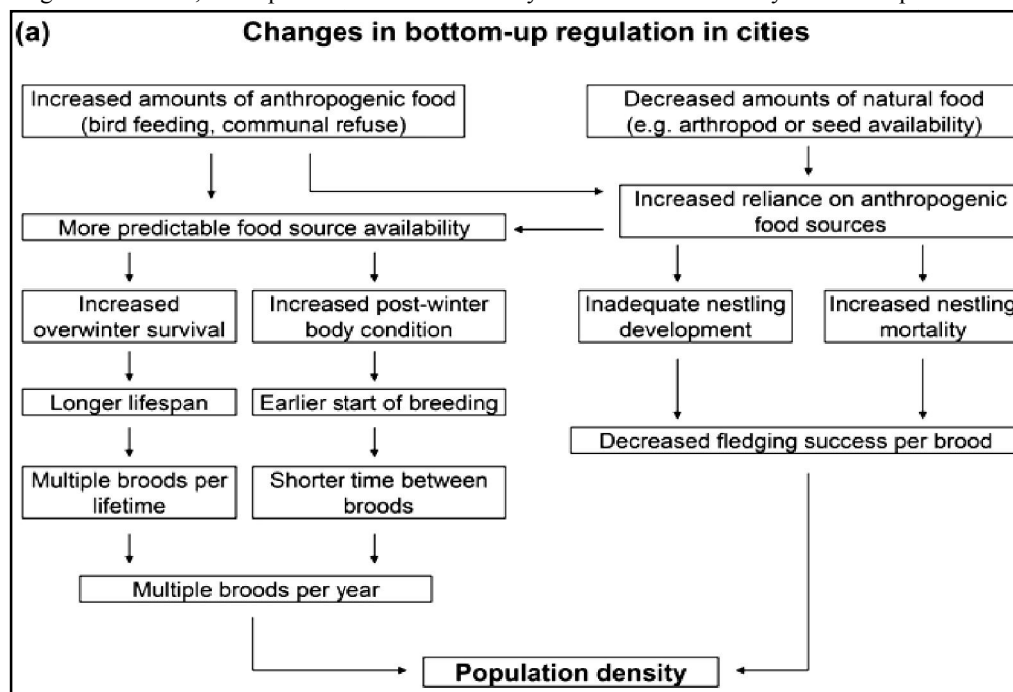 (a) Changes in bottom-up regulation in cities
Increased amounts of anthropogenic food
(bird feeding, communal refuse)
Decreased amounts of natural food
(e.g. arthropod or seed availability)
Increased reliance on anthropogenic
food sources
More predictable food source availability
Increased
overwinter survival
Increased post-winter
body condition
Inadequate nestling
development
Increased nestling
mortality
Longer lifespan
Earlier start of breeding
Decreased fledging success per brood
Multiple broods per
lifetime
Shorter time between
broods
Multiple broods per year
Population density